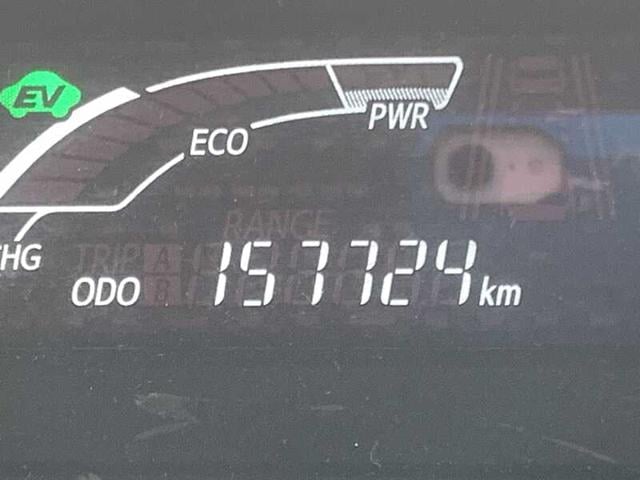 EV
PWR
ECO
CHG
RANGE
TRIP A
B
ODO 157724 km